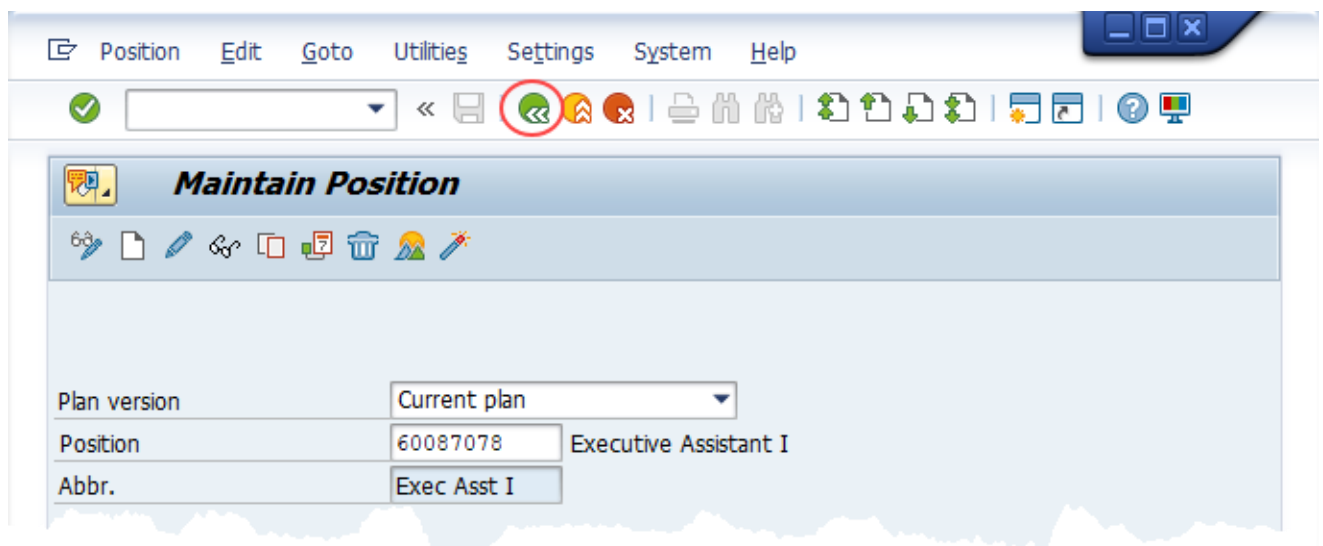 Position Edit Goto Utilities Settings System Help
Maintain Position
Plan version Current plan
Position 60087078 Executive Assistant I
Abbr. Exec Asst I